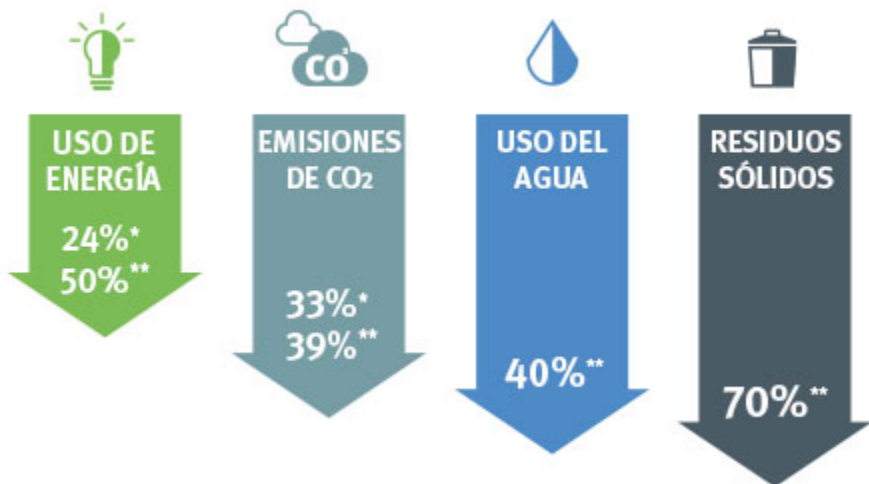 CO²
USO DE
ENERGÍA
24%*
50%**
EMISIONES
DE CO₂
33%*
39%**
USO DEL
AGUA
40%**
RESIDUOS
SÓLIDOS
70%**